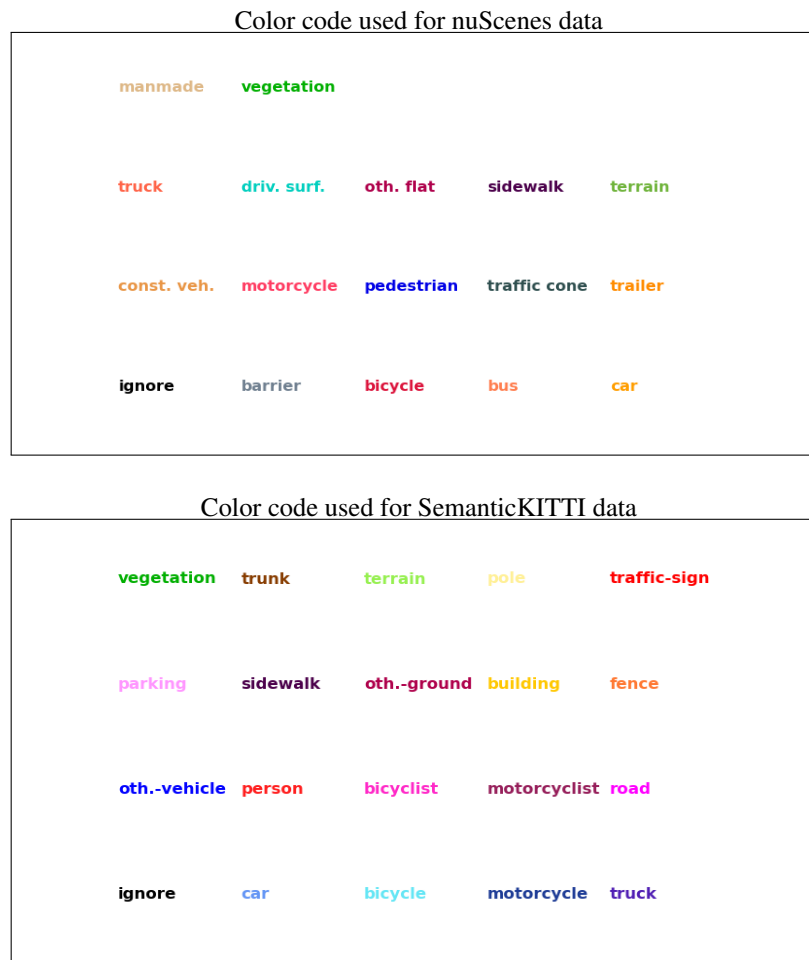 Color code used for nuScenes data
manmade vegetation
truck driv. surf. oth. flat sidewalk terrain
const. veh. motorcycle pedestrian traffic cone trailer
ignore barrier bicycle bus car
Color code used for SemanticKITTI data
vegetation trunk terrain pole traffic-sign
parking sidewalk oth.-ground building fence
oth.-vehicle person bicyclist motorcyclist road
ignore car bicycle motorcycle truck